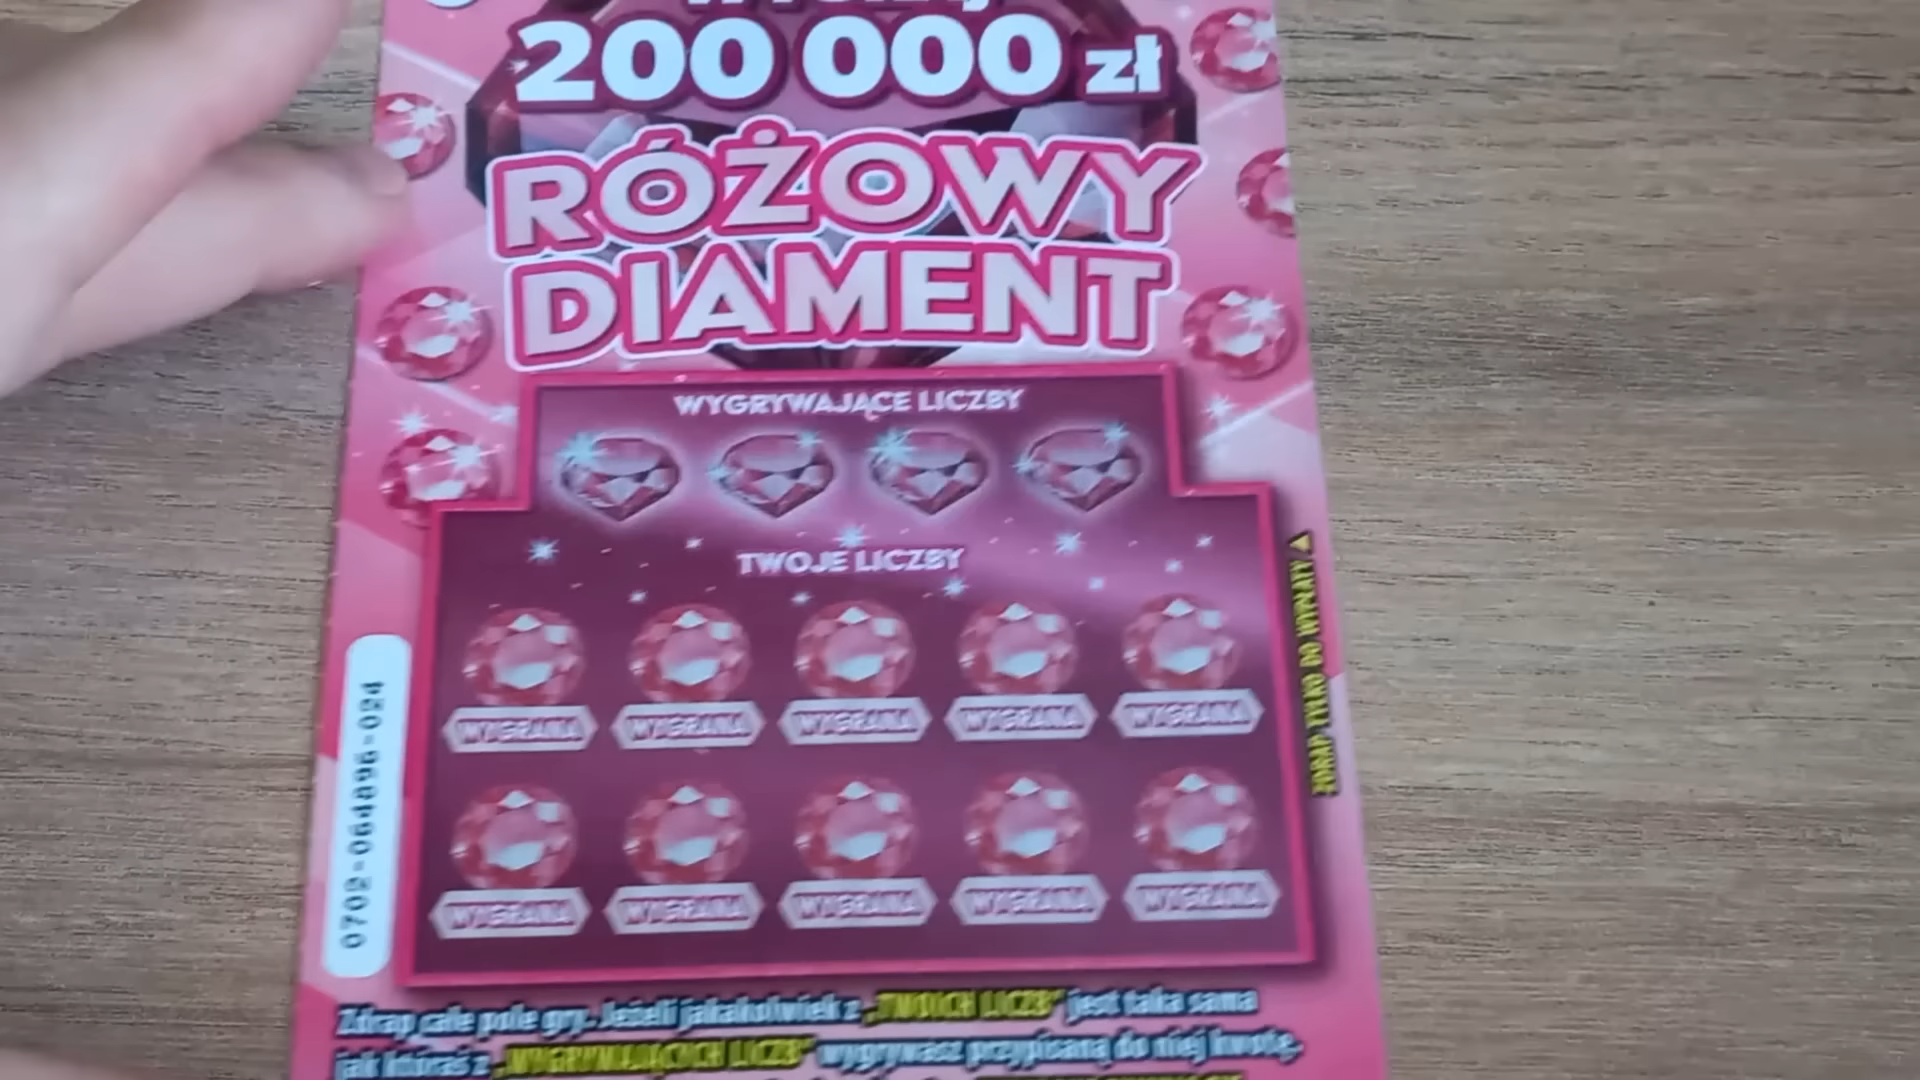 200 000 zł
RÓŻOWY
DIAMENT
WYGRYWAJĄCE LICZBY
TWOJE LICZBY
WYGRANA WYGRANA WYGRANA WYGRANA WYGRANA
WYGRANA WYGRANA WYGRANA WYGRANA WYGRANA
ZDRAP TYLKO DO WYPŁATY
0702-064896-024
Zdrap całe pole gry. Jeżeli jakakolwiek z „TWOICH LICZB” jest taka sama
jak któraś z „WYGRYWAJĄCYCH LICZB” wygrywasz przypisaną do niej kwotę.